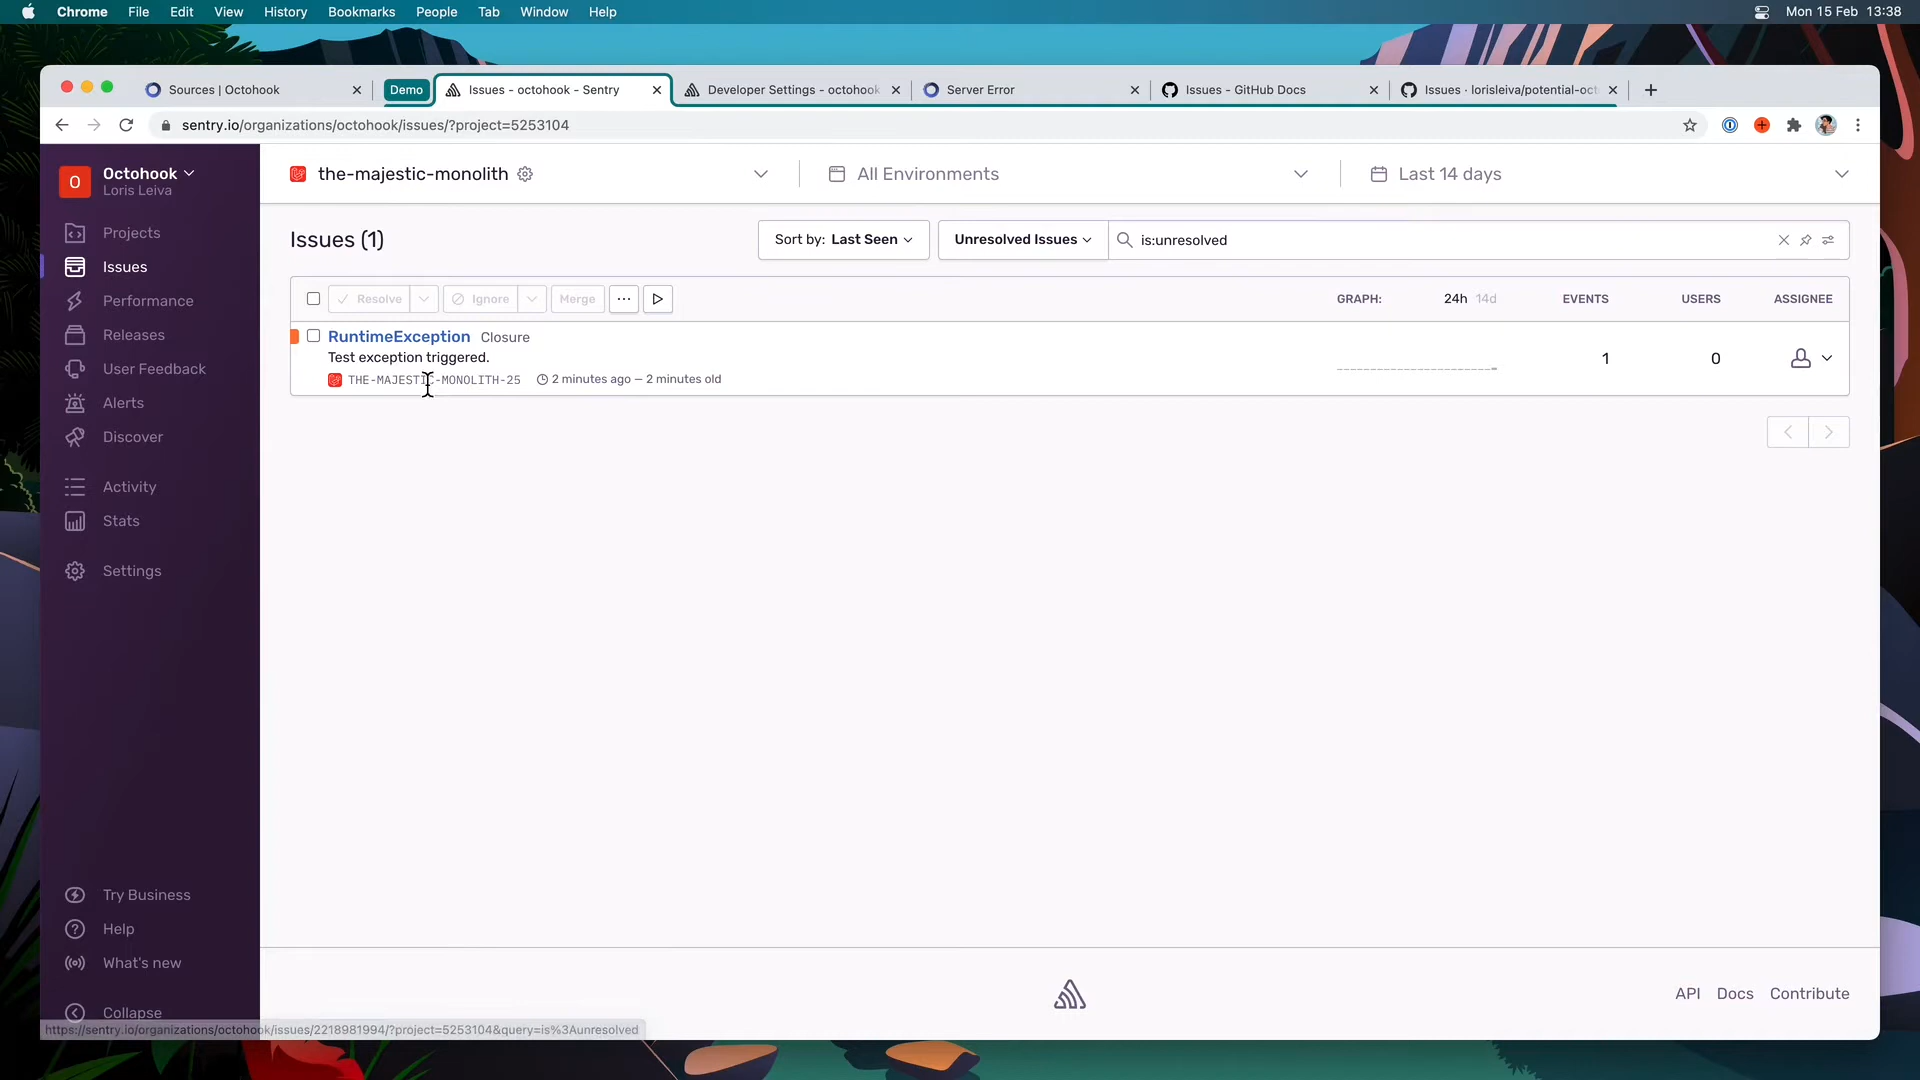 Chrome File Edit View History Bookmarks People Tab Window Help Mon 15 Feb 13:38
Sources | Octohook Demo Issues - octohook - Sentry Developer Settings - octohook Server Error Issues - GitHub Docs Issues · lorisleiva/potential-oct
sentry.io/organizations/octohook/issues/?project=5253104
O Octohook
Loris Leiva
Projects
Issues
Performance
Releases
User Feedback
Alerts
Discover
Activity
Stats
Settings
Try Business
Help
What's new
Collapse
the-majestic-monolith All Environments Last 14 days
Issues (1) Sort by: Last Seen Unresolved Issues is:unresolved
Resolve Ignore Merge GRAPH: 24h 14d EVENTS USERS ASSIGNEE
RuntimeException Closure
Test exception triggered.
1 0
THE-MAJESTIC-MONOLITH-25 2 minutes ago — 2 minutes old
API Docs Contribute
https://sentry.io/organizations/octohook/issues/2218981994/?project=5253104&query=is%3Aunresolved